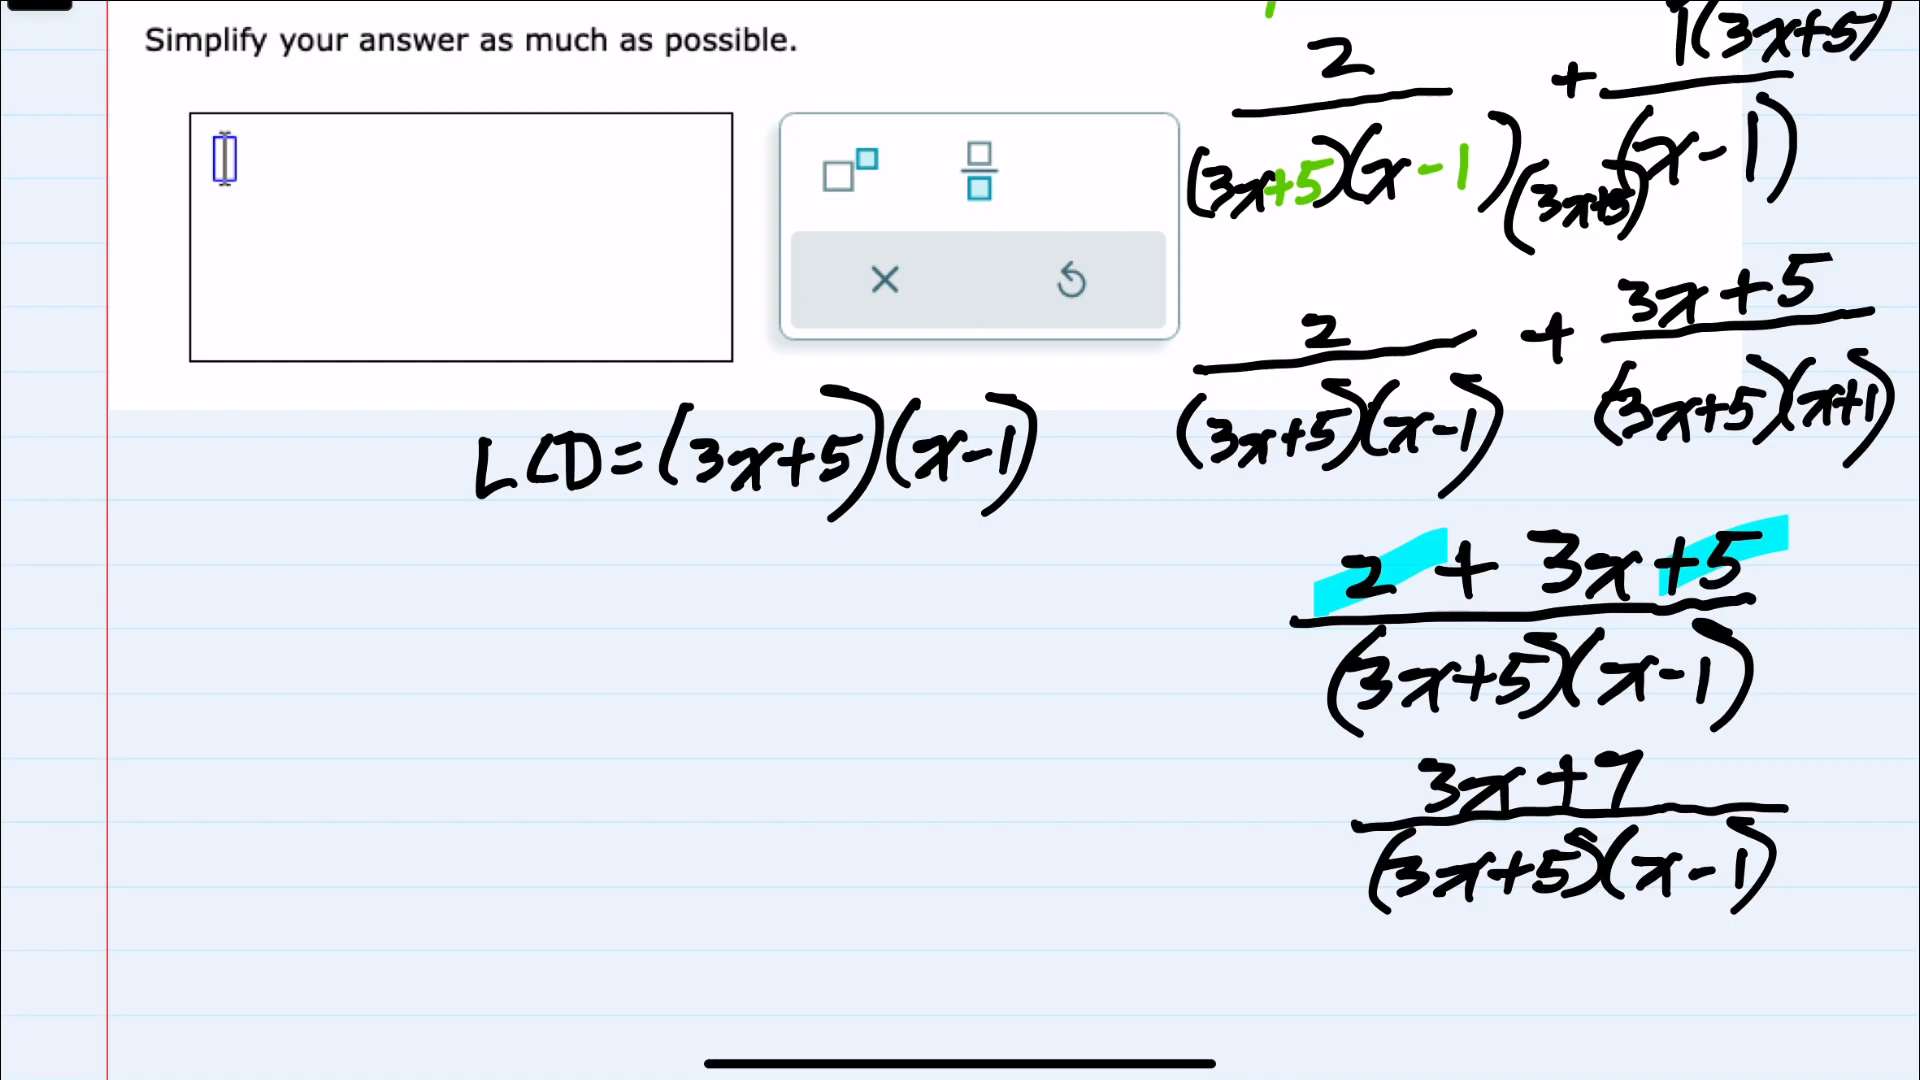 Simplify your answer as much as possible.
2 + 1(3x+5)
(3x+5)(x-1) (3x+5)(x-1)
2 + 3x+5
(3x+5)(x-1) (3x+5)(x+1)
LCD=(3x+5)(x-1)
2 + 3x+5
(3x+5)(x-1)
3x+7
(3x+5)(x-1)